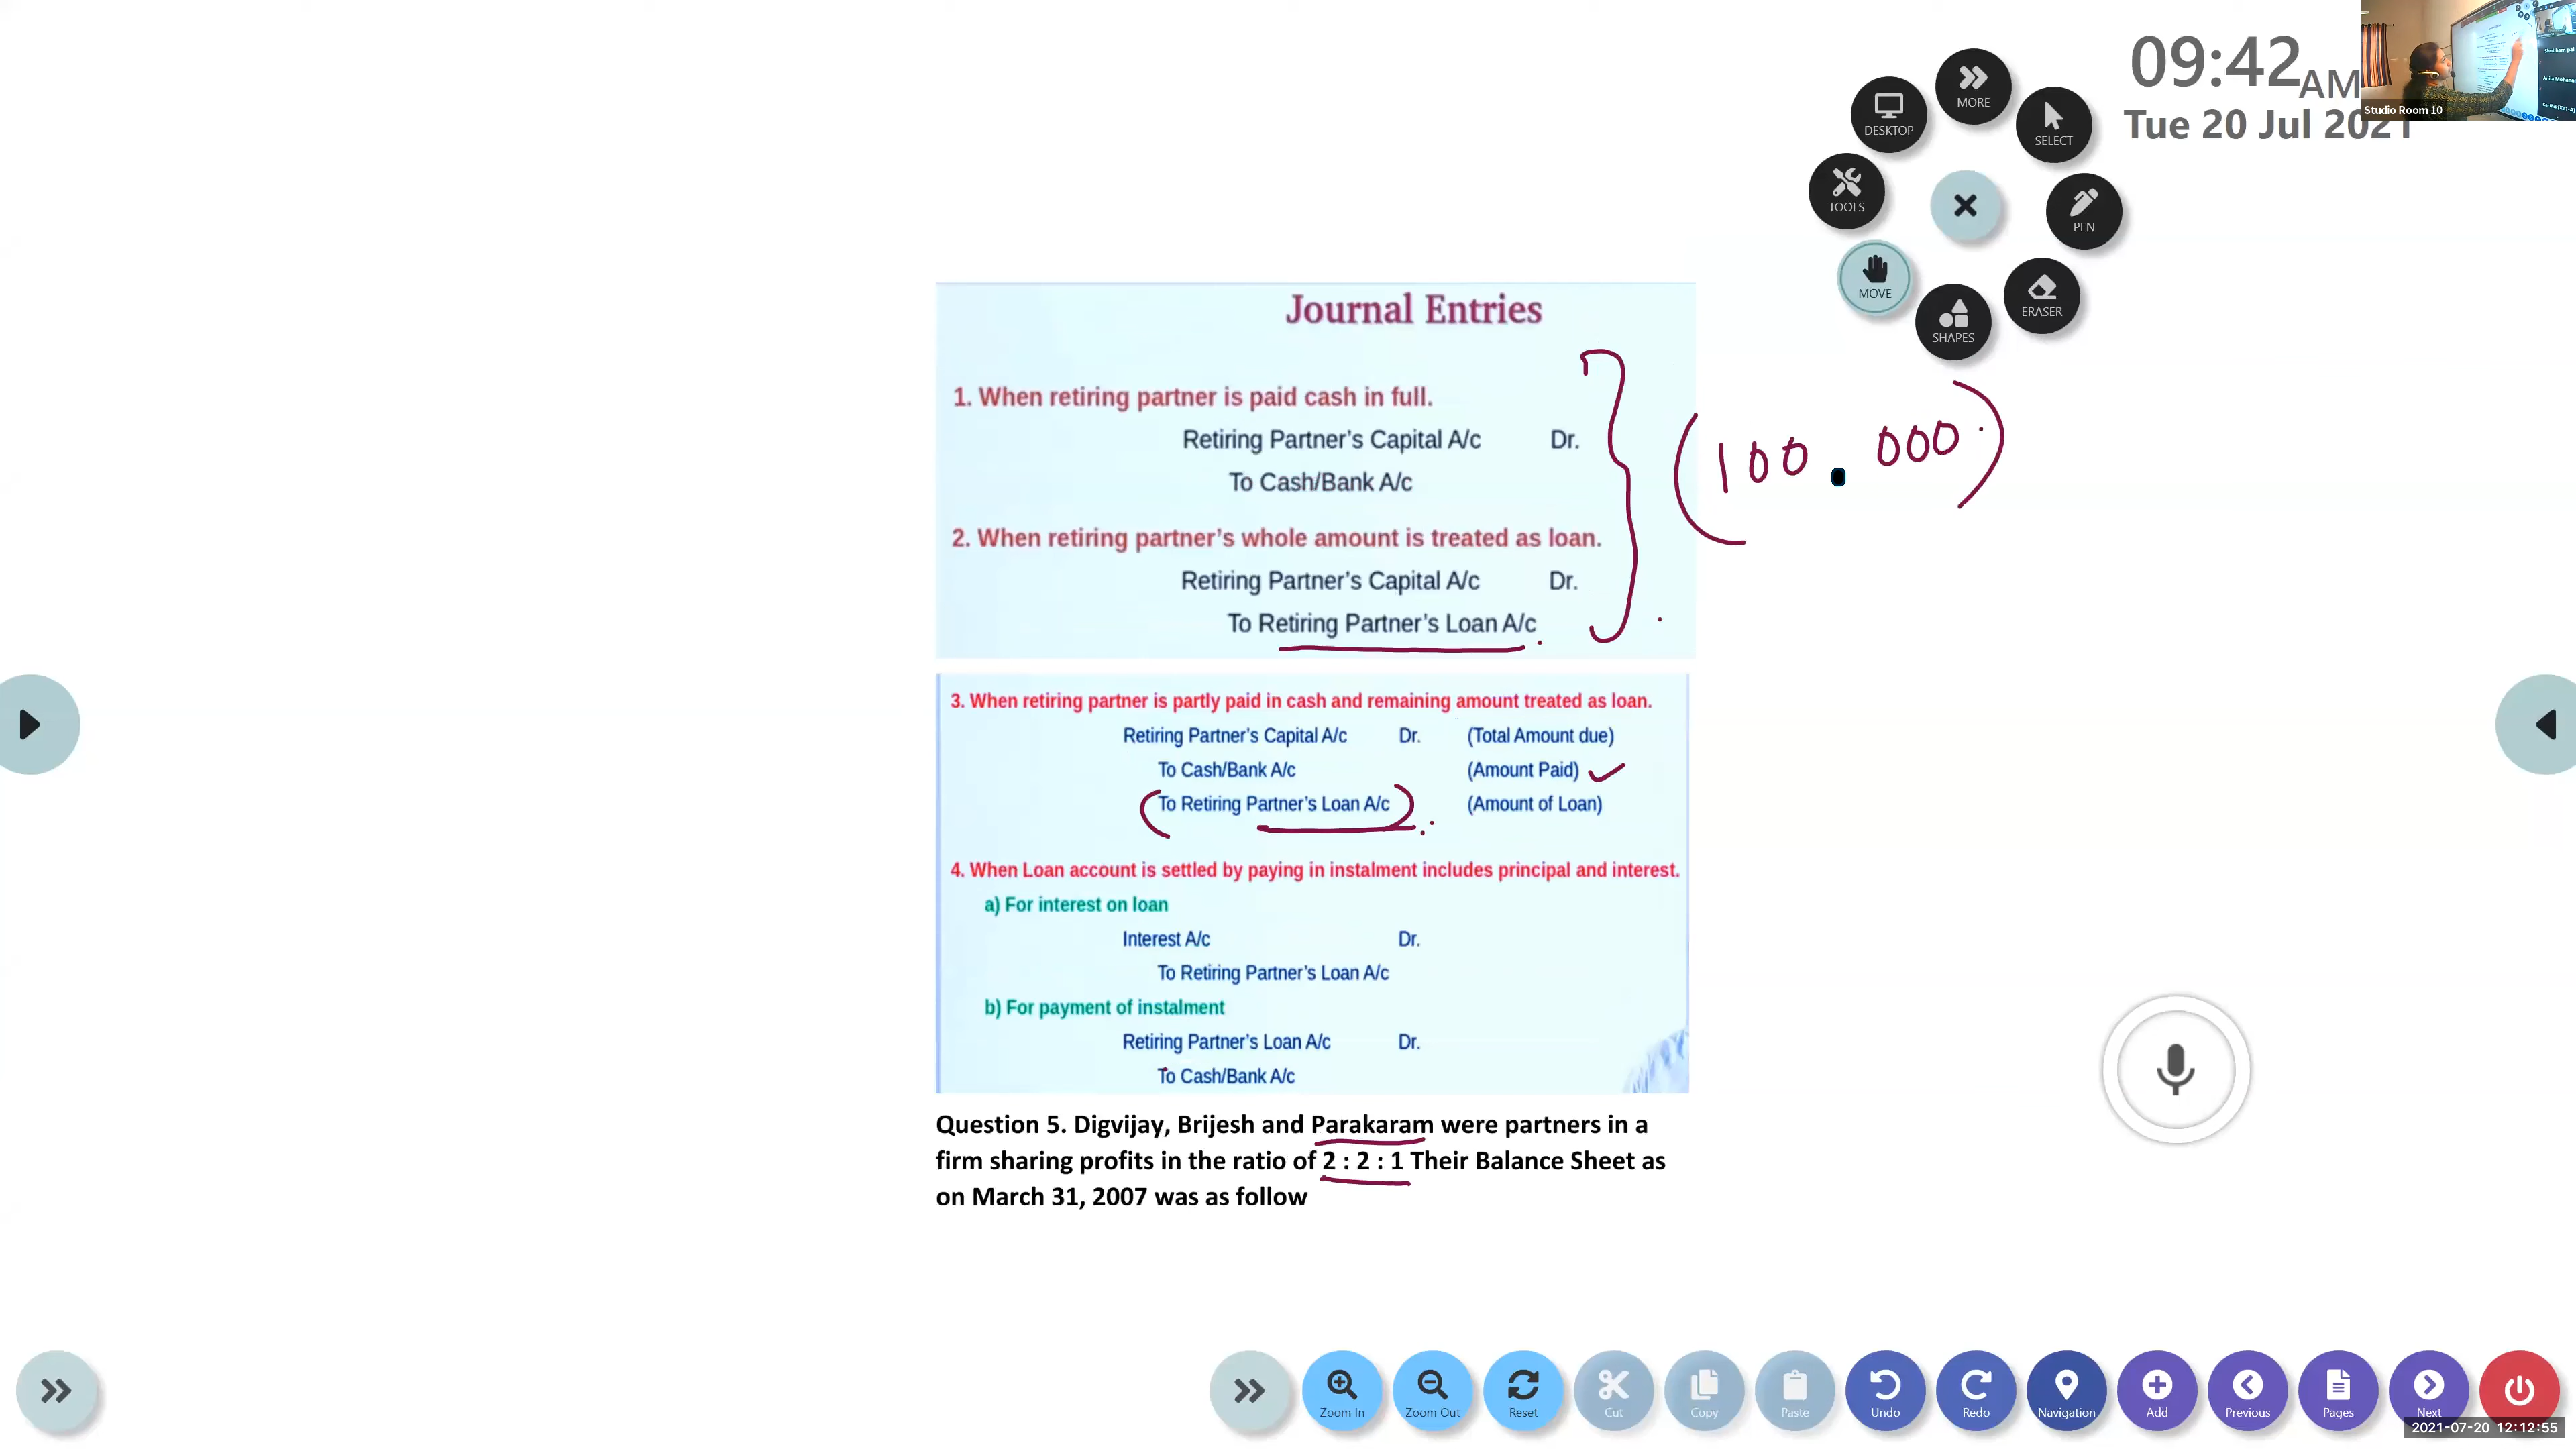 09:42 AM
Tue 20 Jul 2021
Studio Room 10
MORE
DESKTOP
SELECT
TOOLS
PEN
MOVE
ERASER
SHAPES
Journal Entries
1. When retiring partner is paid cash in full.
Retiring Partner’s Capital A/c Dr.
To Cash/Bank A/c
(100.000)
2. When retiring partner’s whole amount is treated as loan.
Retiring Partner’s Capital A/c Dr.
To Retiring Partner’s Loan A/c
3. When retiring partner is partly paid in cash and remaining amount treated as loan.
Retiring Partner’s Capital A/c Dr. (Total Amount due)
To Cash/Bank A/c (Amount Paid)
To Retiring Partner’s Loan A/c (Amount of Loan)
4. When Loan account is settled by paying in instalment includes principal and interest.
a) For interest on loan
Interest A/c Dr.
To Retiring Partner’s Loan A/c
b) For payment of instalment
Retiring Partner’s Loan A/c Dr.
To Cash/Bank A/c
Question 5. Digvijay, Brijesh and Parakaram were partners in a
firm sharing profits in the ratio of 2 : 2 : 1 Their Balance Sheet as
on March 31, 2007 was as follow
Zoom In Zoom Out Reset Cut Copy Paste Undo Redo Navigation Add Previous Pages Next
2021-07-20 12:12:55